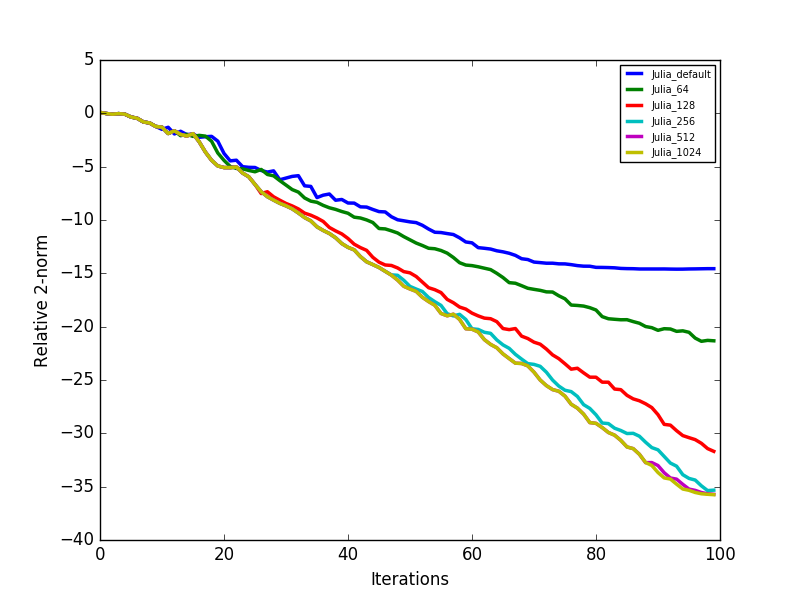 5
0
−5
−10
−15
−20
−25
−30
−35
−40
0 20 40 60 80 100
Relative 2-norm
Iterations
Julia_default
Julia_64
Julia_128
Julia_256
Julia_512
Julia_1024